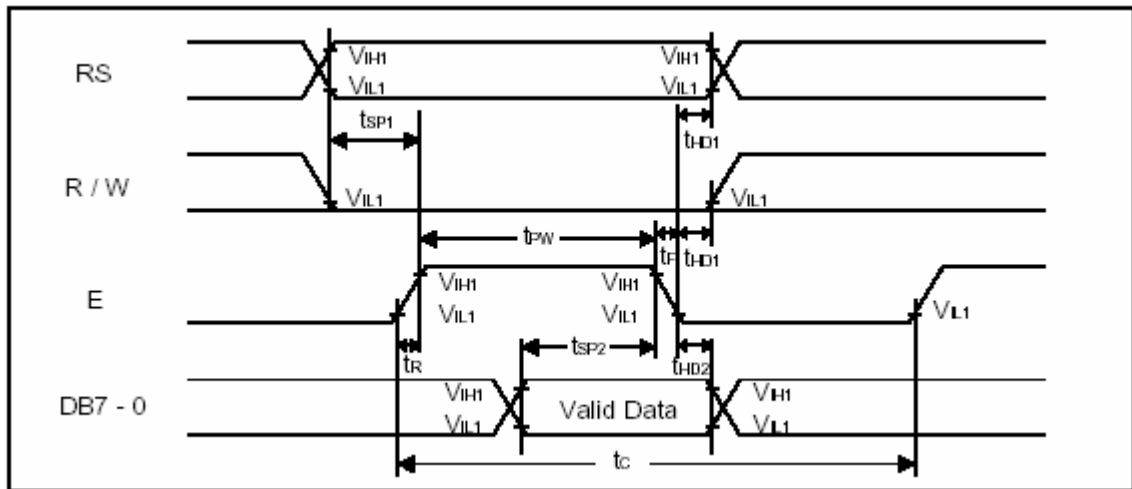 RS
VIH1 VIH1
VIL1 VIL1
tSP1 tHD1
R / W
VIL1 VIL1
tPW tF tHD1
E
VIH1 VIH1
VIL1 VIL1 VIL1
tR tSP2 tHD2
DB7 - 0
VIH1 VIH1
Valid Data
VIL1 VIL1
tC